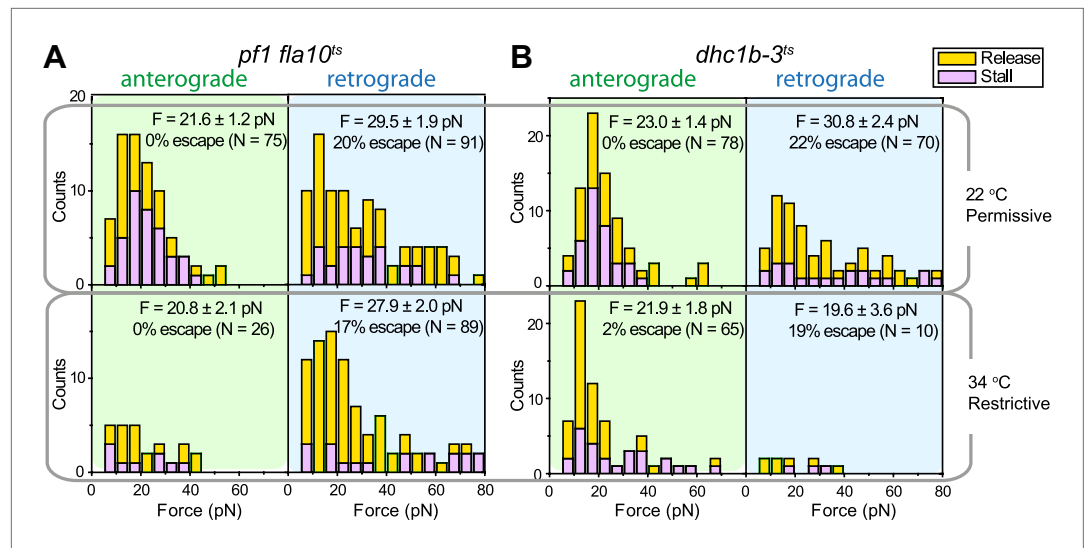 A
pf1 fla10ts
B
dhc1b-3ts
Release
Stall
anterograde
retrograde
anterograde
retrograde
20
10
0
Counts
F = 21.6 ± 1.2 pN
0% escape (N = 75)
F = 29.5 ± 1.9 pN
20% escape (N = 91)
20
10
0
Counts
F = 23.0 ± 1.4 pN
0% escape (N = 78)
F = 30.8 ± 2.4 pN
22% escape (N = 70)
22 °C
Permissive
10
0
Counts
F = 20.8 ± 2.1 pN
0% escape (N = 26)
F = 27.9 ± 2.0 pN
17% escape (N = 89)
20
10
0
Counts
F = 21.9 ± 1.8 pN
2% escape (N = 65)
F = 19.6 ± 3.6 pN
19% escape (N = 10)
34 °C
Restrictive
0 20 40 60 0 20 40 60 80
0 20 40 60 0 20 40 60 80
Force (pN)
Force (pN)
Force (pN)
Force (pN)